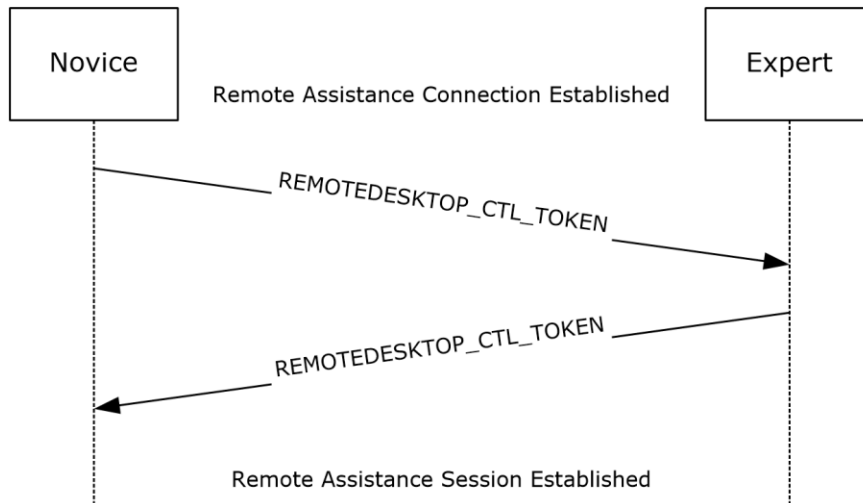 Novice
Expert
Remote Assistance Connection Established
REMOTEDESKTOP_CTL_TOKEN
REMOTEDESKTOP_CTL_TOKEN
Remote Assistance Session Established